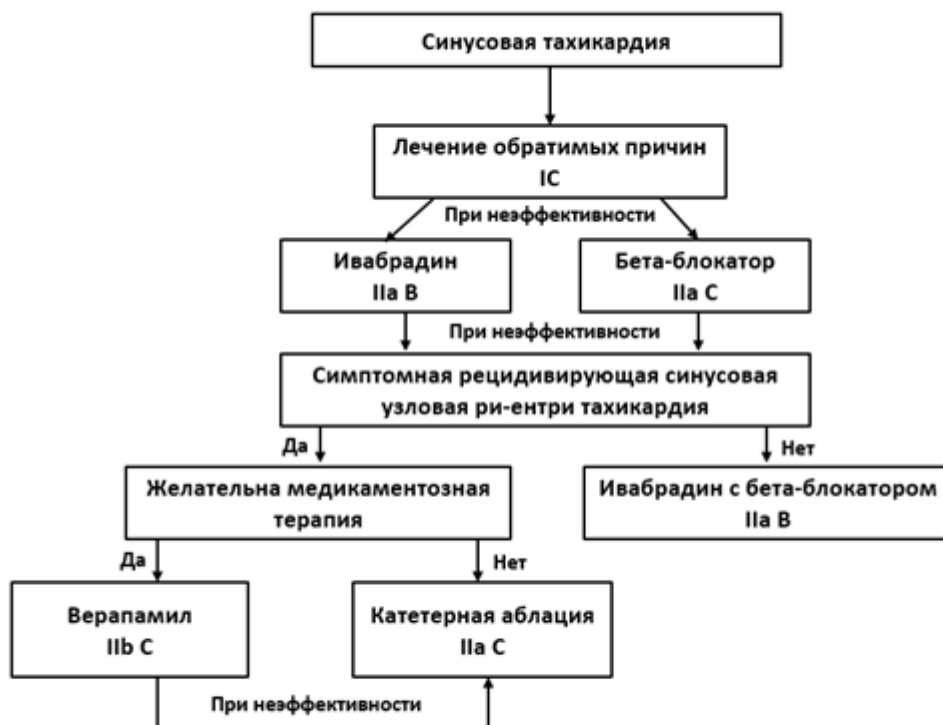 Синусовая тахикардия
Лечение обратимых причин
IC
При неэффективности
Ивабрадин
IIa B
Бета-блокатор
IIa C
При неэффективности
Симптомная рецидивирующая синусовая
узловая ри-ентри тахикардия
Да
Нет
Желательна медикаментозная
терапия
Ивабрадин с бета-блокатором
IIa B
Да
Нет
Верапамил
IIb C
Катетерная аблация
IIa C
При неэффективности